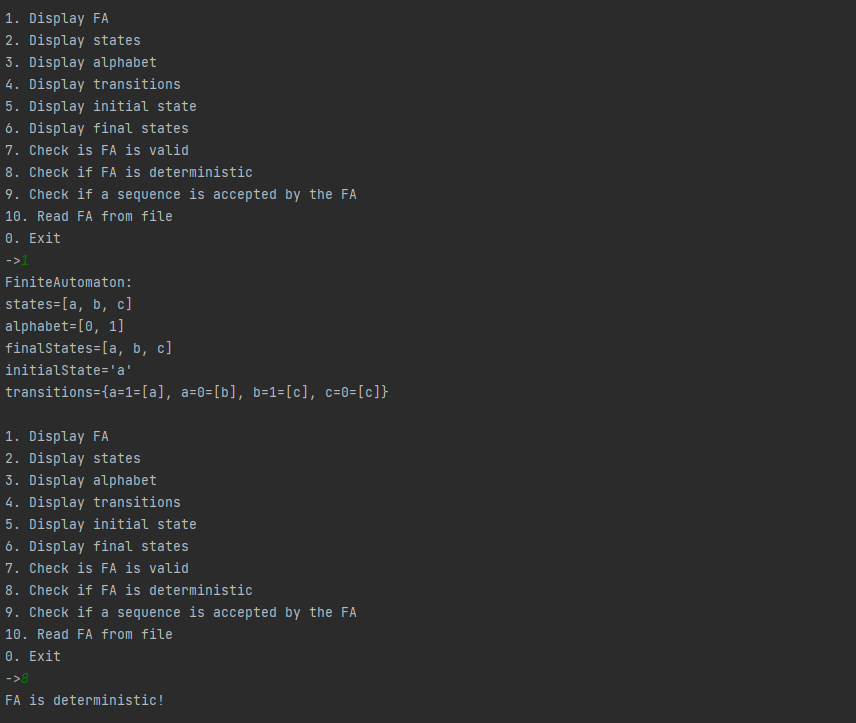 1. Display FA
2. Display states
3. Display alphabet
4. Display transitions
5. Display initial state
6. Display final states
7. Check is FA is valid
8. Check if FA is deterministic
9. Check if a sequence is accepted by the FA
10. Read FA from file
0. Exit
->1
FiniteAutomaton:
states=[a, b, c]
alphabet=[0, 1]
finalStates=[a, b, c]
initialState='a'
transitions={a=1=[a], a=0=[b], b=1=[c], c=0=[c]}
1. Display FA
2. Display states
3. Display alphabet
4. Display transitions
5. Display initial state
6. Display final states
7. Check is FA is valid
8. Check if FA is deterministic
9. Check if a sequence is accepted by the FA
10. Read FA from file
0. Exit
->8
FA is deterministic!